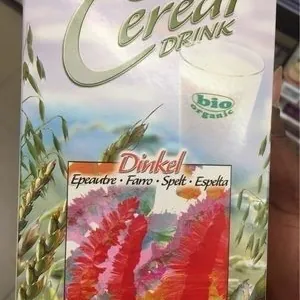 Cereal
DRINK
bio
organic
Dinkel
Epeautre · Farro · Spelt · Espelta